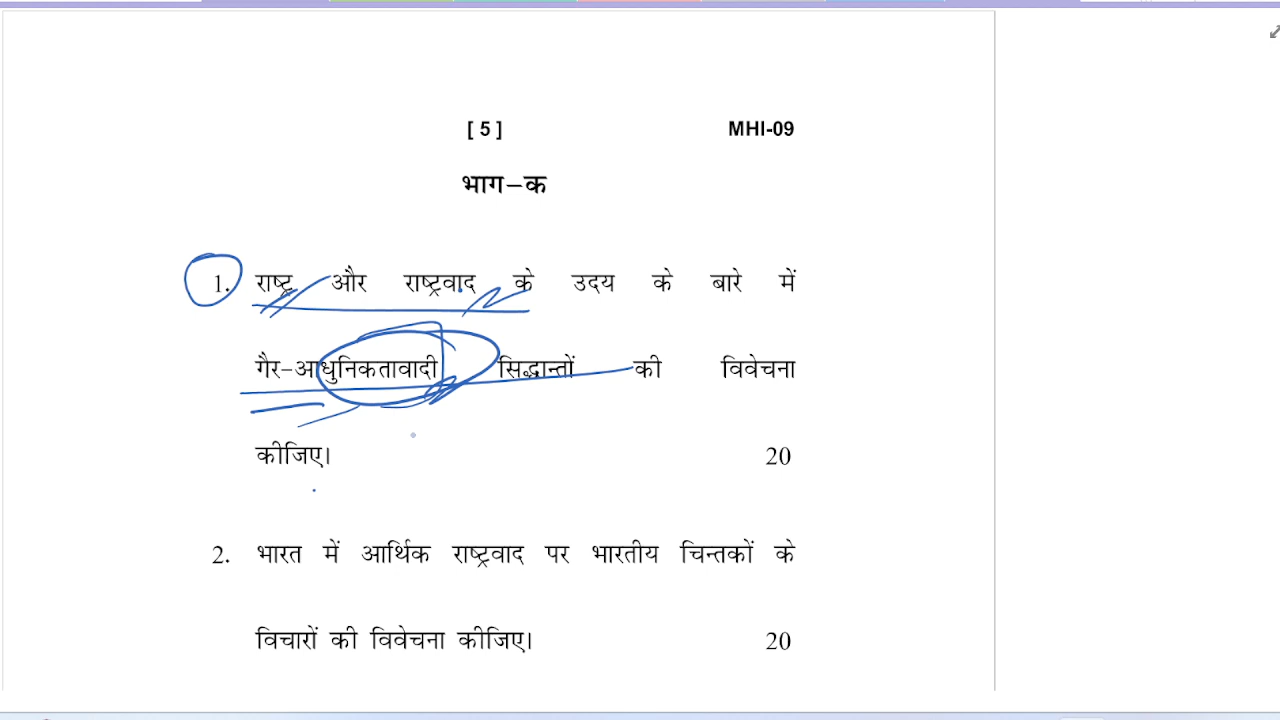 [ 5 ] MHI-09
भाग–क
1. राष्ट्र और राष्ट्रवाद के उदय के बारे में
गैर-आधुनिकतावादी सिद्धान्तों की विवेचना
कीजिए। 20
2. भारत में आर्थिक राष्ट्रवाद पर भारतीय चिन्तकों के
विचारों की विवेचना कीजिए। 20